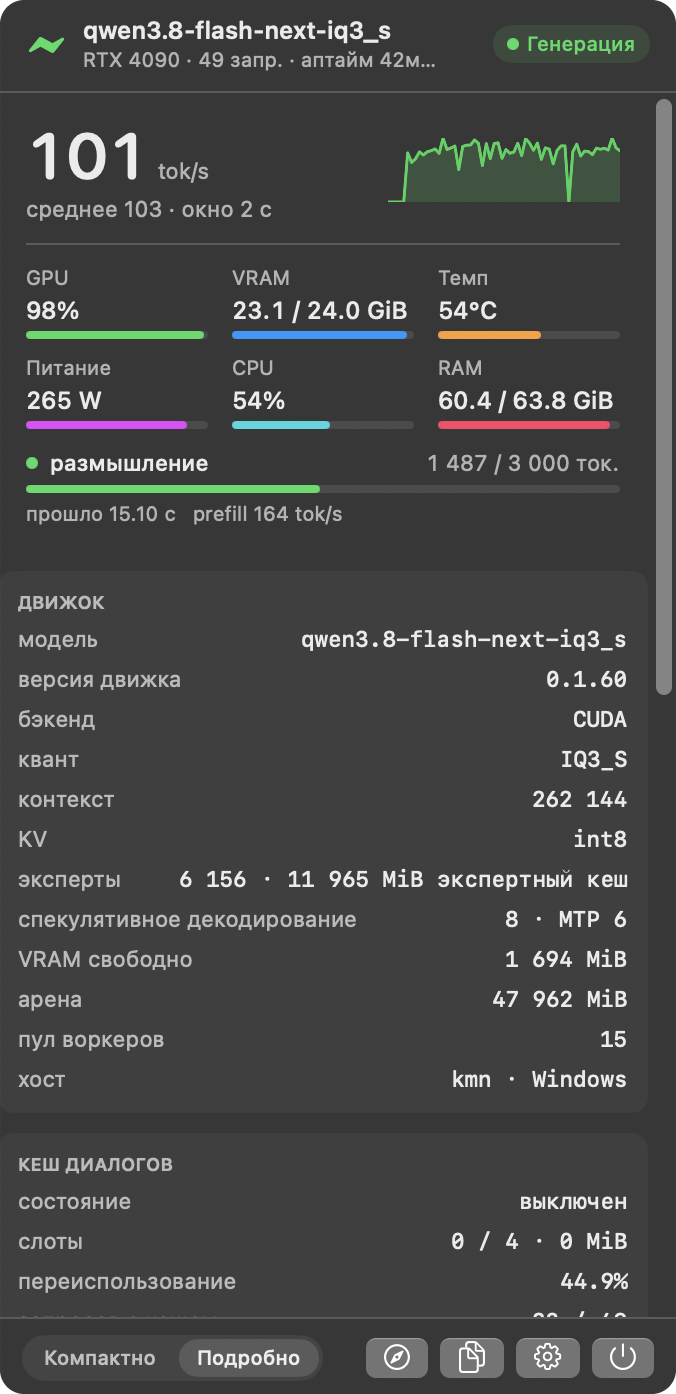 qwen3.8-flash-next-iq3_s
RTX 4090 · 49 запр. · аптайм 42м...
Генерация
101 tok/s
среднее 103 · окно 2 с
GPU VRAM Темп
98% 23.1 / 24.0 GiB 54°C
Питание CPU RAM
265 W 54% 60.4 / 63.8 GiB
размышление 1 487 / 3 000 ток.
прошло 15.10 с prefill 164 tok/s
ДВИЖОК
модель qwen3.8-flash-next-iq3_s
версия движка 0.1.60
бэкенд CUDA
квант IQ3_S
контекст 262 144
KV int8
эксперты 6 156 · 11 965 MiB экспертный кеш
спекулятивное декодирование 8 · MTP 6
VRAM свободно 1 694 MiB
арена 47 962 MiB
пул воркеров 15
хост kmn · Windows
КЕШ ДИАЛОГОВ
состояние выключен
слоты 0 / 4 · 0 MiB
переиспользование 44.9%
Компактно Подробно